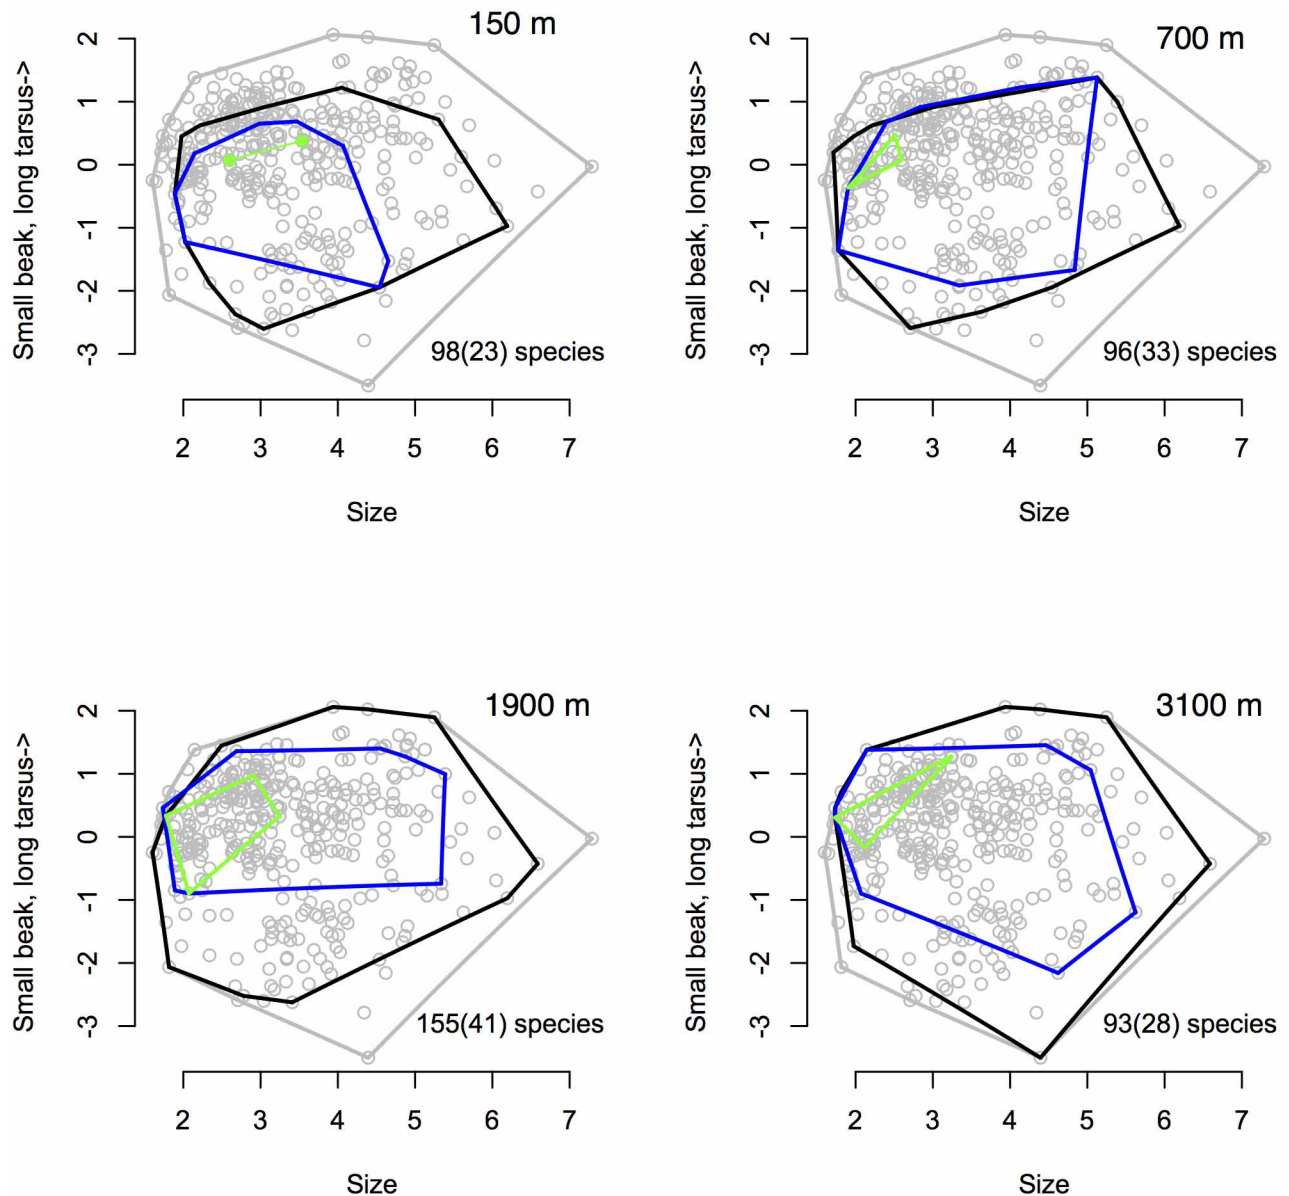 150 m
2
1
0
-1
-2
-3
Small beak, long tarsus-->
98(23) species
2 3 4 5 6 7
Size
700 m
2
1
0
-1
-2
-3
Small beak, long tarsus-->
96(33) species
2 3 4 5 6 7
Size
1900 m
2
1
0
-1
-2
-3
Small beak, long tarsus-->
155(41) species
2 3 4 5 6 7
Size
3100 m
2
1
0
-1
-2
-3
Small beak, long tarsus-->
93(28) species
2 3 4 5 6 7
Size